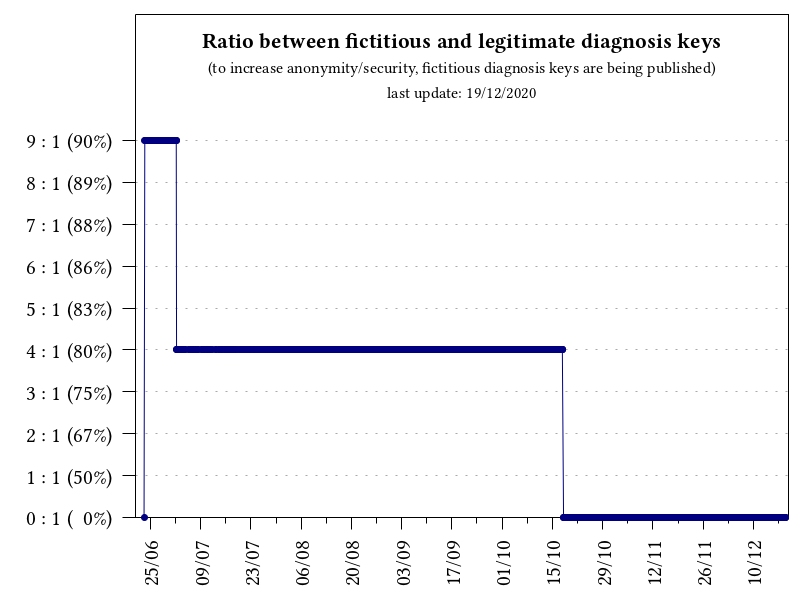 Ratio between fictitious and legitimate diagnosis keys
(to increase anonymity/security, fictitious diagnosis keys are being published)
last update: 19/12/2020
9 : 1 (90%)
8 : 1 (89%)
7 : 1 (88%)
6 : 1 (86%)
5 : 1 (83%)
4 : 1 (80%)
3 : 1 (75%)
2 : 1 (67%)
1 : 1 (50%)
0 : 1 (  0%)
25/06
09/07
23/07
06/08
20/08
03/09
17/09
01/10
15/10
29/10
12/11
26/11
10/12